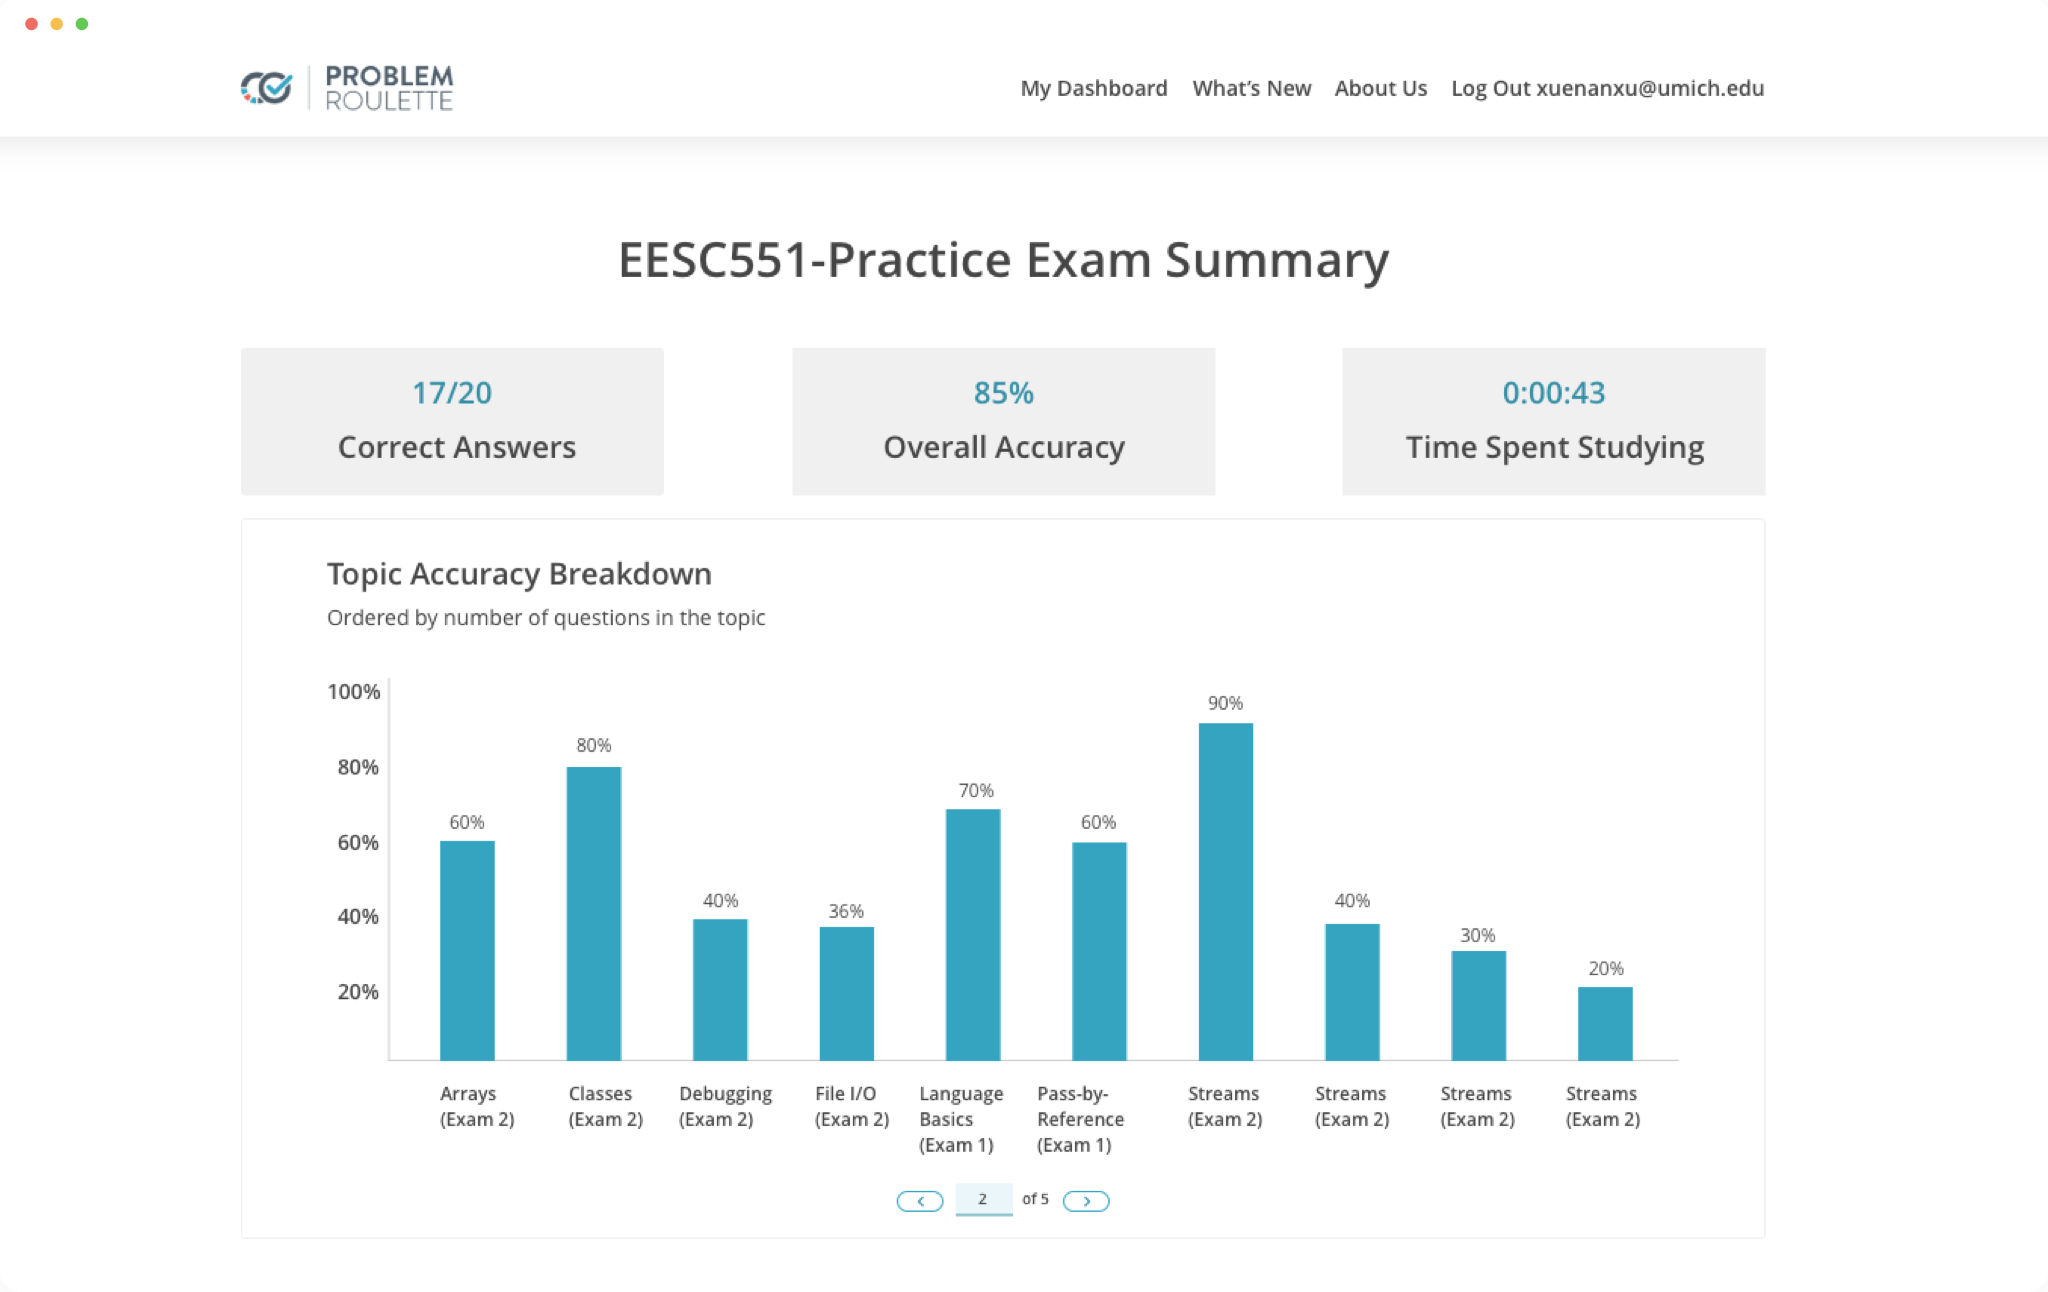 PROBLEM
ROULETTE
My Dashboard What's New About Us Log Out xuenanxu@umich.edu
EESC551-Practice Exam Summary
17/20
Correct Answers
85%
Overall Accuracy
0:00:43
Time Spent Studying
Topic Accuracy Breakdown
Ordered by number of questions in the topic
100%
80%
60%
40%
20%
60%
80%
40%
36%
70%
60%
90%
40%
30%
20%
Arrays
(Exam 2)
Classes
(Exam 2)
Debugging
(Exam 2)
File I/O
(Exam 2)
Language
Basics
(Exam 1)
Pass-by-
Reference
(Exam 1)
Streams
(Exam 2)
Streams
(Exam 2)
Streams
(Exam 2)
Streams
(Exam 2)
2 of 5